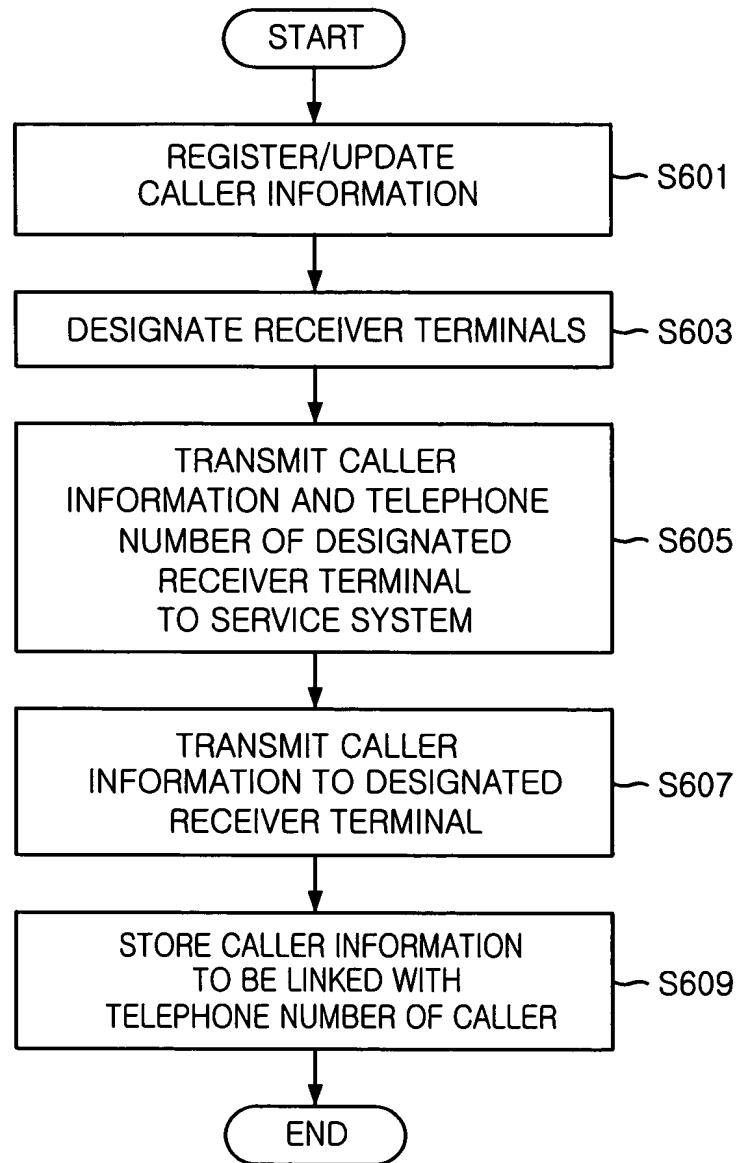 START
REGISTER/UPDATE
CALLER INFORMATION
S601
DESIGNATE RECEIVER TERMINALS
S603
TRANSMIT CALLER
INFORMATION AND TELEPHONE
NUMBER OF DESIGNATED
RECEIVER TERMINAL
TO SERVICE SYSTEM
S605
TRANSMIT CALLER
INFORMATION TO DESIGNATED
RECEIVER TERMINAL
S607
STORE CALLER INFORMATION
TO BE LINKED WITH
TELEPHONE NUMBER OF CALLER
S609
END